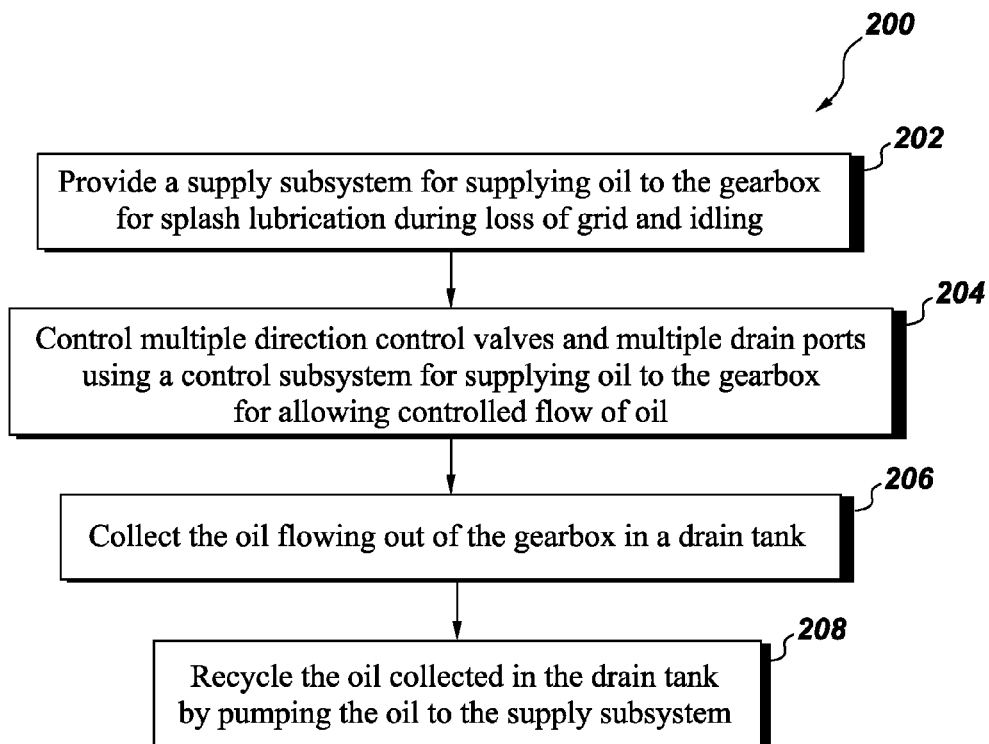 200
202
Provide a supply subsystem for supplying oil to the gearbox
for splash lubrication during loss of grid and idling
204
Control multiple direction control valves and multiple drain ports
using a control subsystem for supplying oil to the gearbox
for allowing controlled flow of oil
206
Collect the oil flowing out of the gearbox in a drain tank
208
Recycle the oil collected in the drain tank
by pumping the oil to the supply subsystem